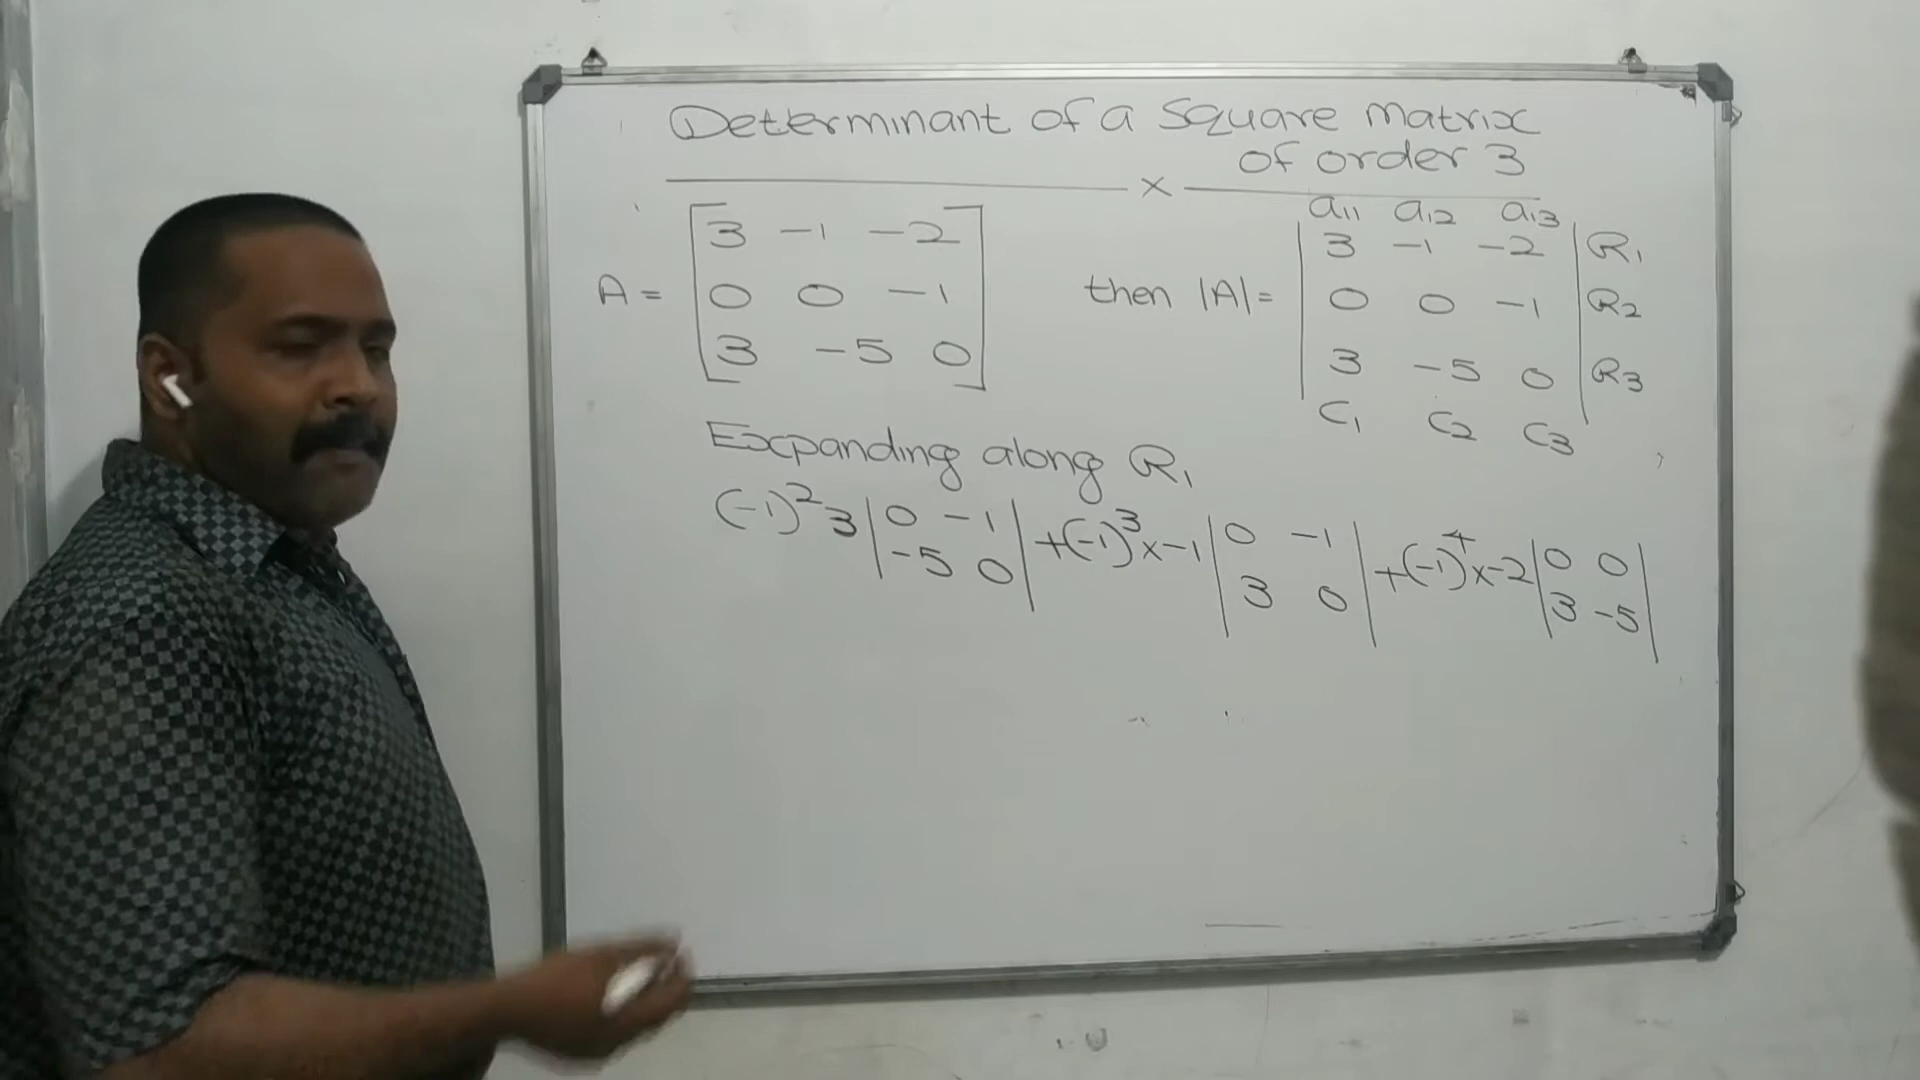 Determinant of a square matrix
of order 3
×
a11 a12 a13
A = [3 -1 -2
0 0 -1
3 -5 0]
then |A| = |3 -1 -2| R1
|0 0 -1| R2
|3 -5 0| R3
C1 C2 C3
Expanding along R1
(-1)² 3 |0 -1 / -5 0| + (-1)³ × -1 |0 -1 / 3 0| + (-1)⁴ × -2 |0 0 / 3 -5|